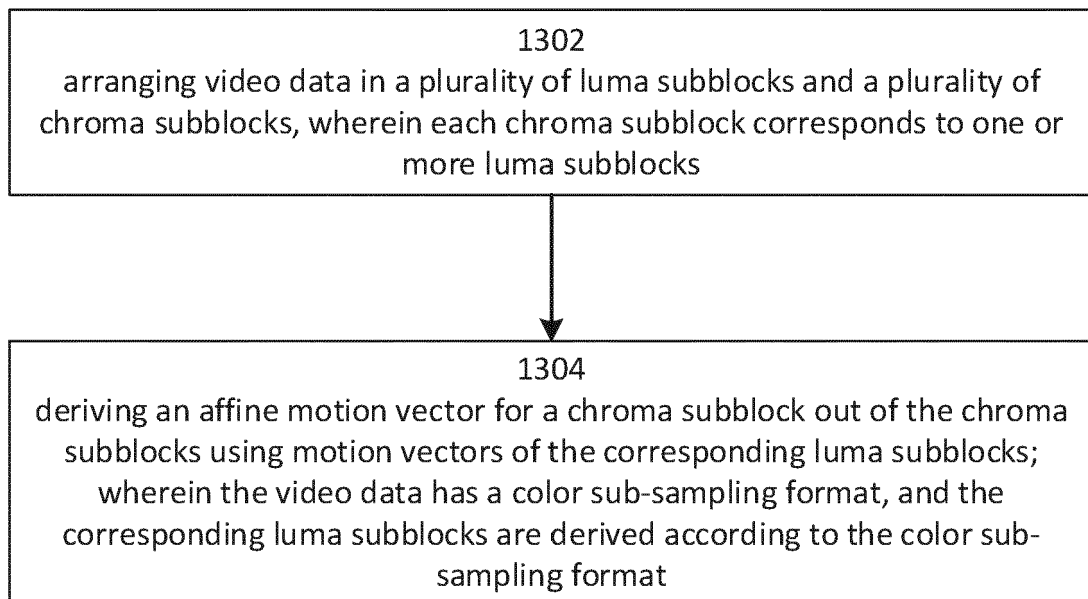 1302
arranging video data in a plurality of luma subblocks and a plurality of
chroma subblocks, wherein each chroma subblock corresponds to one or
more luma subblocks
1304
deriving an affine motion vector for a chroma subblock out of the chroma
subblocks using motion vectors of the corresponding luma subblocks;
wherein the video data has a color sub-sampling format, and the
corresponding luma subblocks are derived according to the color sub-
sampling format